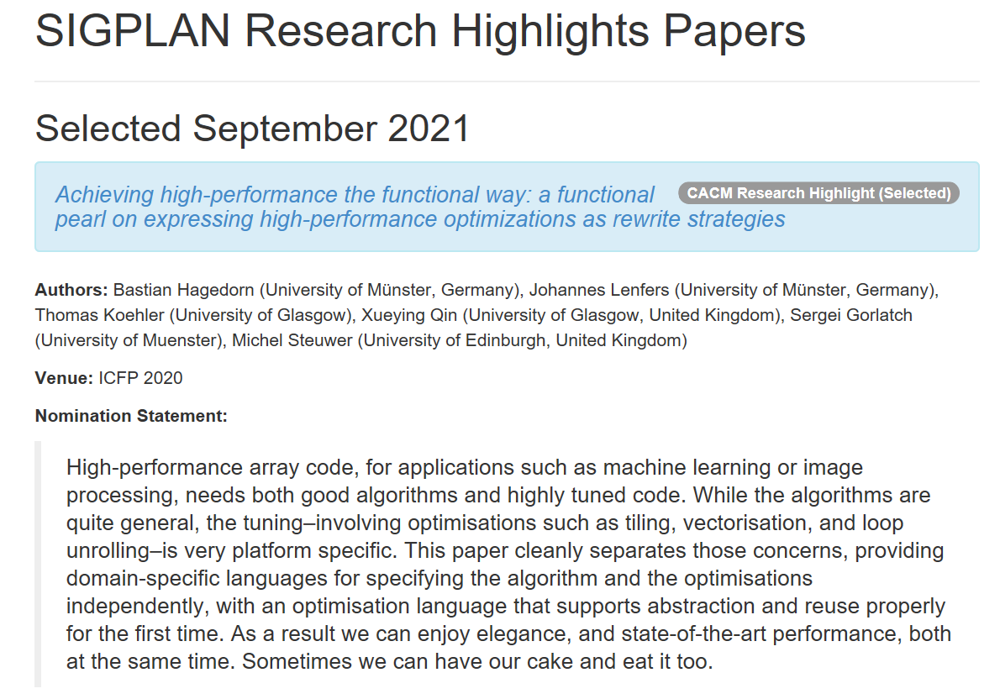 SIGPLAN Research Highlights Papers
Selected September 2021
Achieving high-performance the functional way: a functional
CACM Research Highlight (Selected)
pearl on expressing high-performance optimizations as rewrite strategies
Authors: Bastian Hagedorn (University of Münster, Germany), Johannes Lenfers (University of Münster, Germany),
Thomas Koehler (University of Glasgow), Xueying Qin (University of Glasgow, United Kingdom), Sergei Gorlatch
(University of Muenster), Michel Steuwer (University of Edinburgh, United Kingdom)
Venue: ICFP 2020
Nomination Statement:
High-performance array code, for applications such as machine learning or image
processing, needs both good algorithms and highly tuned code. While the algorithms are
quite general, the tuning–involving optimisations such as tiling, vectorisation, and loop
unrolling–is very platform specific. This paper cleanly separates those concerns, providing
domain-specific languages for specifying the algorithm and the optimisations
independently, with an optimisation language that supports abstraction and reuse properly
for the first time. As a result we can enjoy elegance, and state-of-the-art performance, both
at the same time. Sometimes we can have our cake and eat it too.